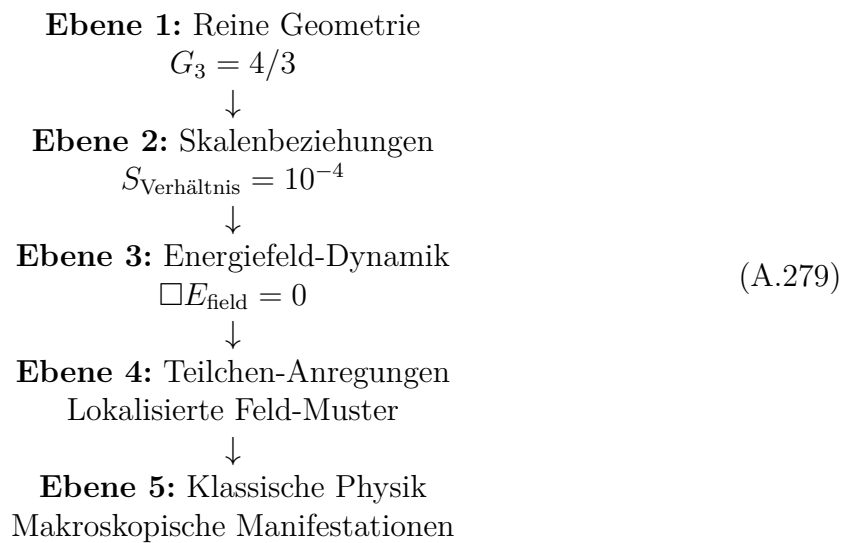 Ebene 1: Reine Geometrie
G₃ = 4/3
↓
Ebene 2: Skalenbeziehungen
S_Verhältnis = 10⁻⁴
↓
Ebene 3: Energiefeld-Dynamik
□E_field = 0
↓
Ebene 4: Teilchen-Anregungen
Lokalisierte Feld-Muster
↓
Ebene 5: Klassische Physik
Makroskopische Manifestationen
(A.279)